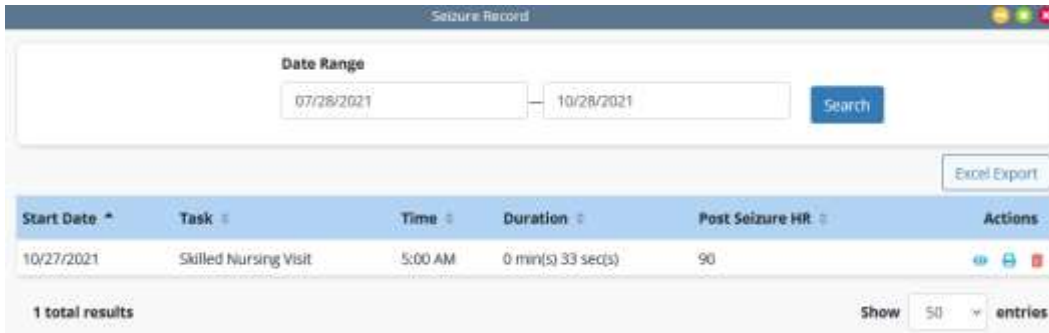 Seizure Record
Date Range
07/28/2021 — 10/28/2021 Search
Excel Export
Start Date Task Time Duration Post Seizure HR Actions
10/27/2021 Skilled Nursing Visit 5:00 AM 0 min(s) 33 sec(s) 90
1 total results Show 50 entries